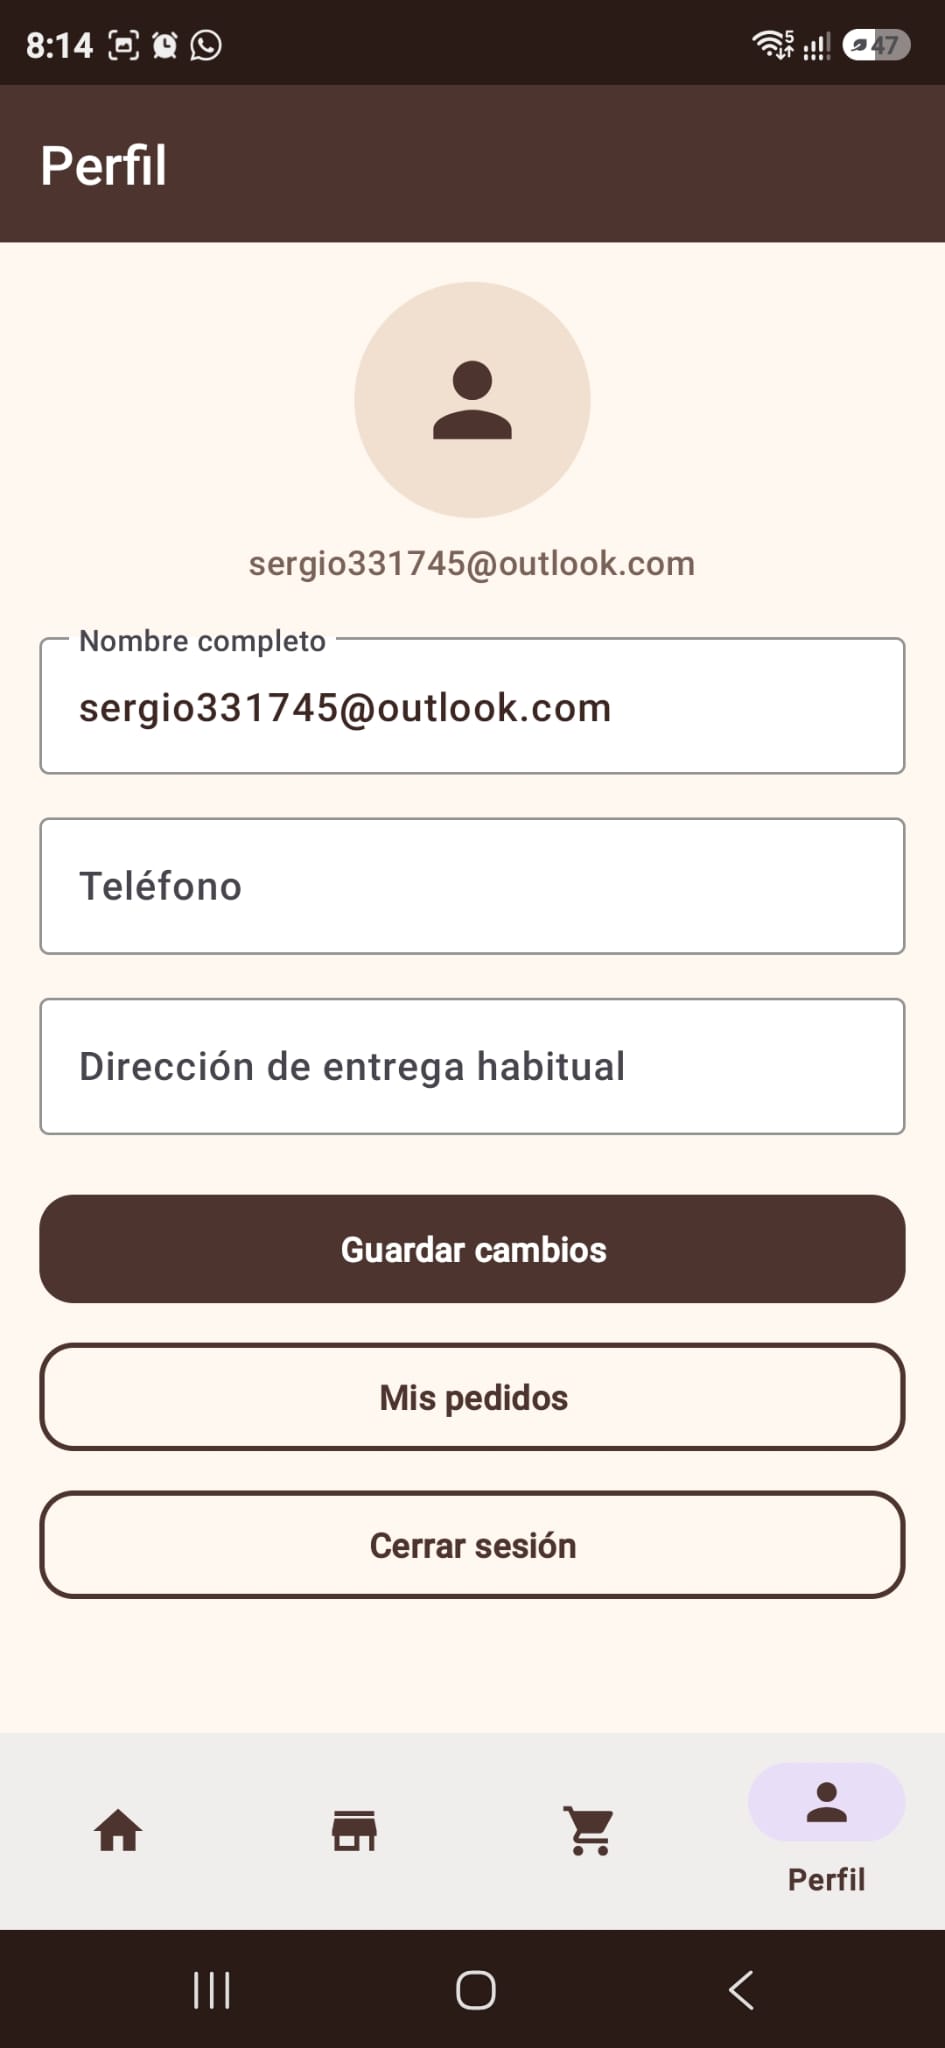 8:14
5
47
Perfil
sergio331745@outlook.com
Nombre completo
sergio331745@outlook.com
Teléfono
Dirección de entrega habitual
Guardar cambios
Mis pedidos
Cerrar sesión
Perfil